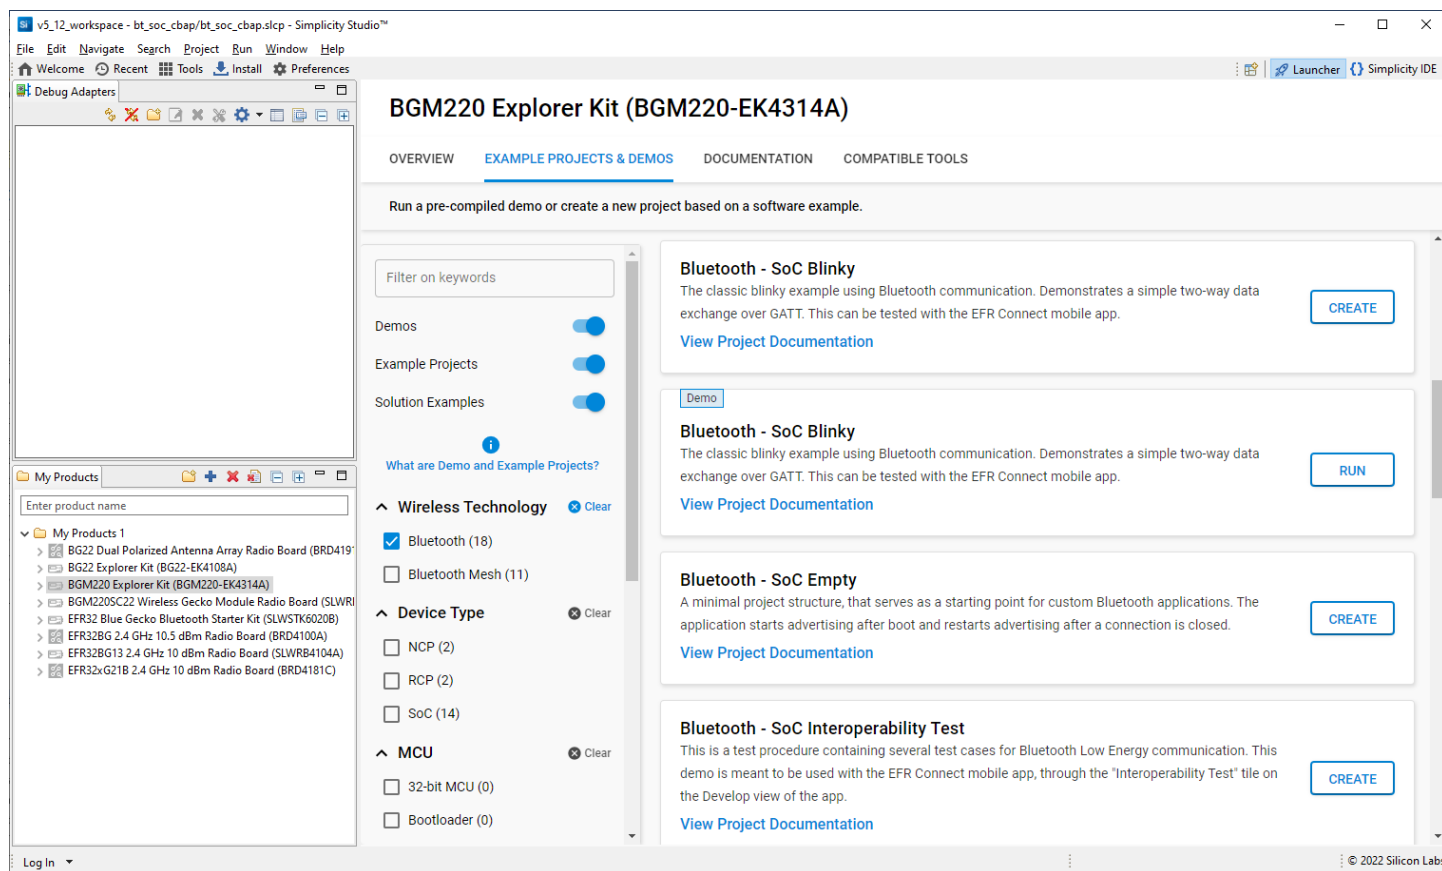 v5_12_workspace - bt_soc_cbap/bt_soc_cbap.slcp - Simplicity Studio™
File Edit Navigate Search Project Run Window Help
Welcome Recent Tools Install Preferences
Launcher Simplicity IDE
Debug Adapters
BGM220 Explorer Kit (BGM220-EK4314A)
OVERVIEW EXAMPLE PROJECTS & DEMOS DOCUMENTATION COMPATIBLE TOOLS
Run a pre-compiled demo or create a new project based on a software example.
My Products
Enter product name
My Products 1
BG22 Dual Polarized Antenna Array Radio Board (BRD419
BG22 Explorer Kit (BG22-EK4108A)
BGM220 Explorer Kit (BGM220-EK4314A)
BGM220SC22 Wireless Gecko Module Radio Board (SLWRI
EFR32 Blue Gecko Bluetooth Starter Kit (SLWSTK6020B)
EFR32BG 2.4 GHz 10.5 dBm Radio Board (BRD4100A)
EFR32BG13 2.4 GHz 10 dBm Radio Board (SLWRB4104A)
EFR32xG21B 2.4 GHz 10 dBm Radio Board (BRD4181C)
Filter on keywords
Demos
Example Projects
Solution Examples
What are Demo and Example Projects?
Wireless Technology Clear
Bluetooth (18)
Bluetooth Mesh (11)
Device Type Clear
NCP (2)
RCP (2)
SoC (14)
MCU Clear
32-bit MCU (0)
Bootloader (0)
Bluetooth - SoC Blinky
The classic blinky example using Bluetooth communication. Demonstrates a simple two-way data
exchange over GATT. This can be tested with the EFR Connect mobile app.
View Project Documentation
CREATE
Demo
Bluetooth - SoC Blinky
The classic blinky example using Bluetooth communication. Demonstrates a simple two-way data
exchange over GATT. This can be tested with the EFR Connect mobile app.
View Project Documentation
RUN
Bluetooth - SoC Empty
A minimal project structure, that serves as a starting point for custom Bluetooth applications. The
application starts advertising after boot and restarts advertising after a connection is closed.
View Project Documentation
CREATE
Bluetooth - SoC Interoperability Test
This is a test procedure containing several test cases for Bluetooth Low Energy communication. This
demo is meant to be used with the EFR Connect mobile app, through the "Interoperability Test" tile on
the Develop view of the app.
View Project Documentation
CREATE
Log In
© 2022 Silicon Labs